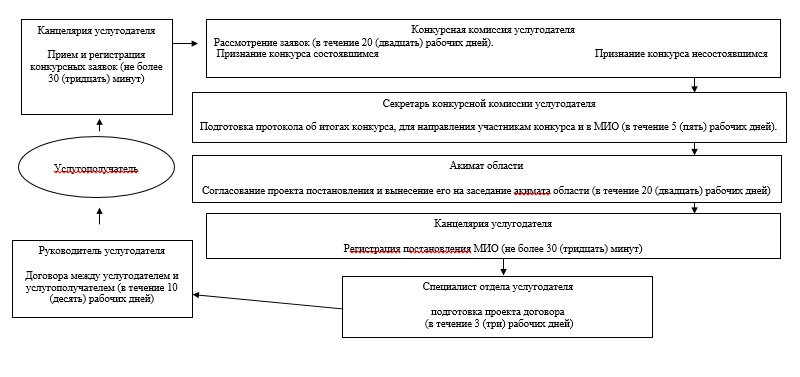 Канцелярия услугодателя
Прием и регистрация
конкурсных заявок (не более
30 (тридцать) минут)
Конкурсная комиссия услугодателя
Рассмотрение заявок (в течение 20 (двадцать) рабочих дней).
Признание конкурса состоявшимся Признание конкурса несостоявшимся
Секретарь конкурсной комиссии услугодателя
Подготовка протокола об итогах конкурса, для направления участникам конкурса и в МИО (в течение 5 (пять) рабочих дней).
Услугополучатель
Акимат области
Согласование проекта постановления и вынесение его на заседание акимата области (в течение 20 (двадцать) рабочих дней)
Канцелярия услугодателя
Регистрация постановления МИО (не более 30 (тридцать) минут)
Руководитель услугодателя
Договора между услугодателем и
услугополучателем (в течение 10
(десять) рабочих дней)
Специалист отдела услугодателя
подготовка проекта договора
(в течение 3 (три) рабочих дней)